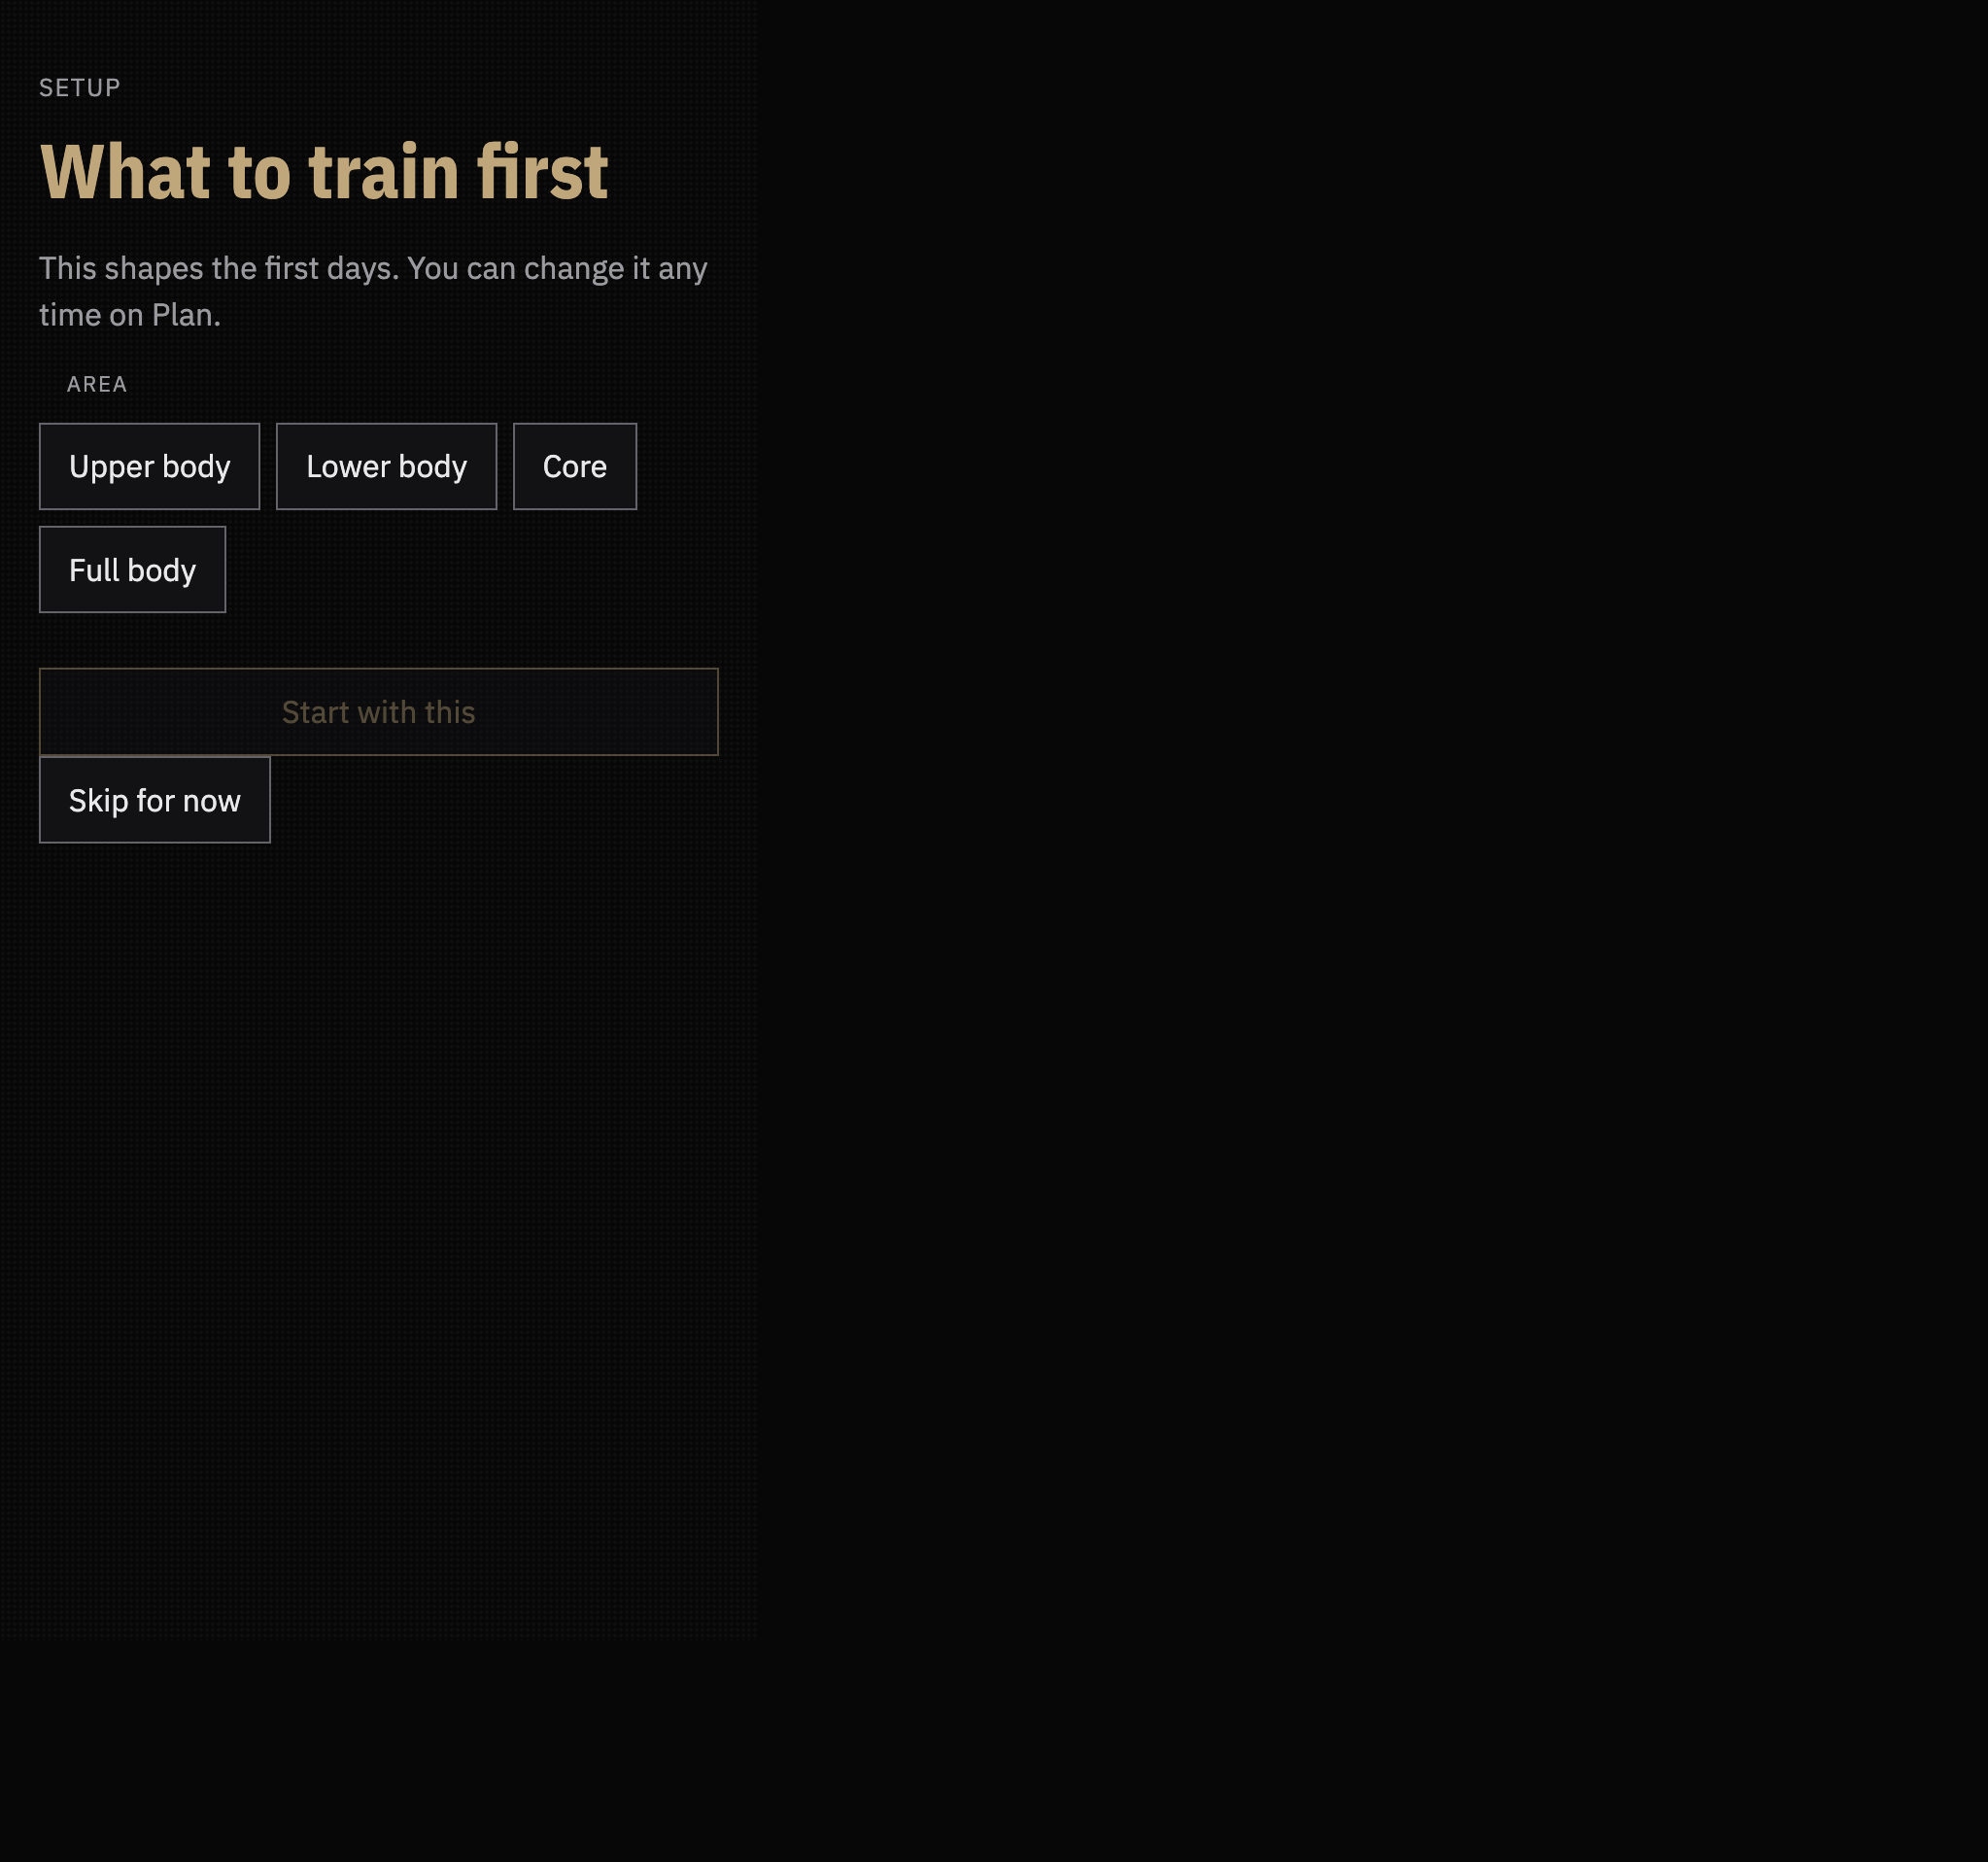 SETUP
What to train first
This shapes the first days. You can change it any
time on Plan.
AREA
Upper body
Lower body
Core
Full body
Start with this
Skip for now